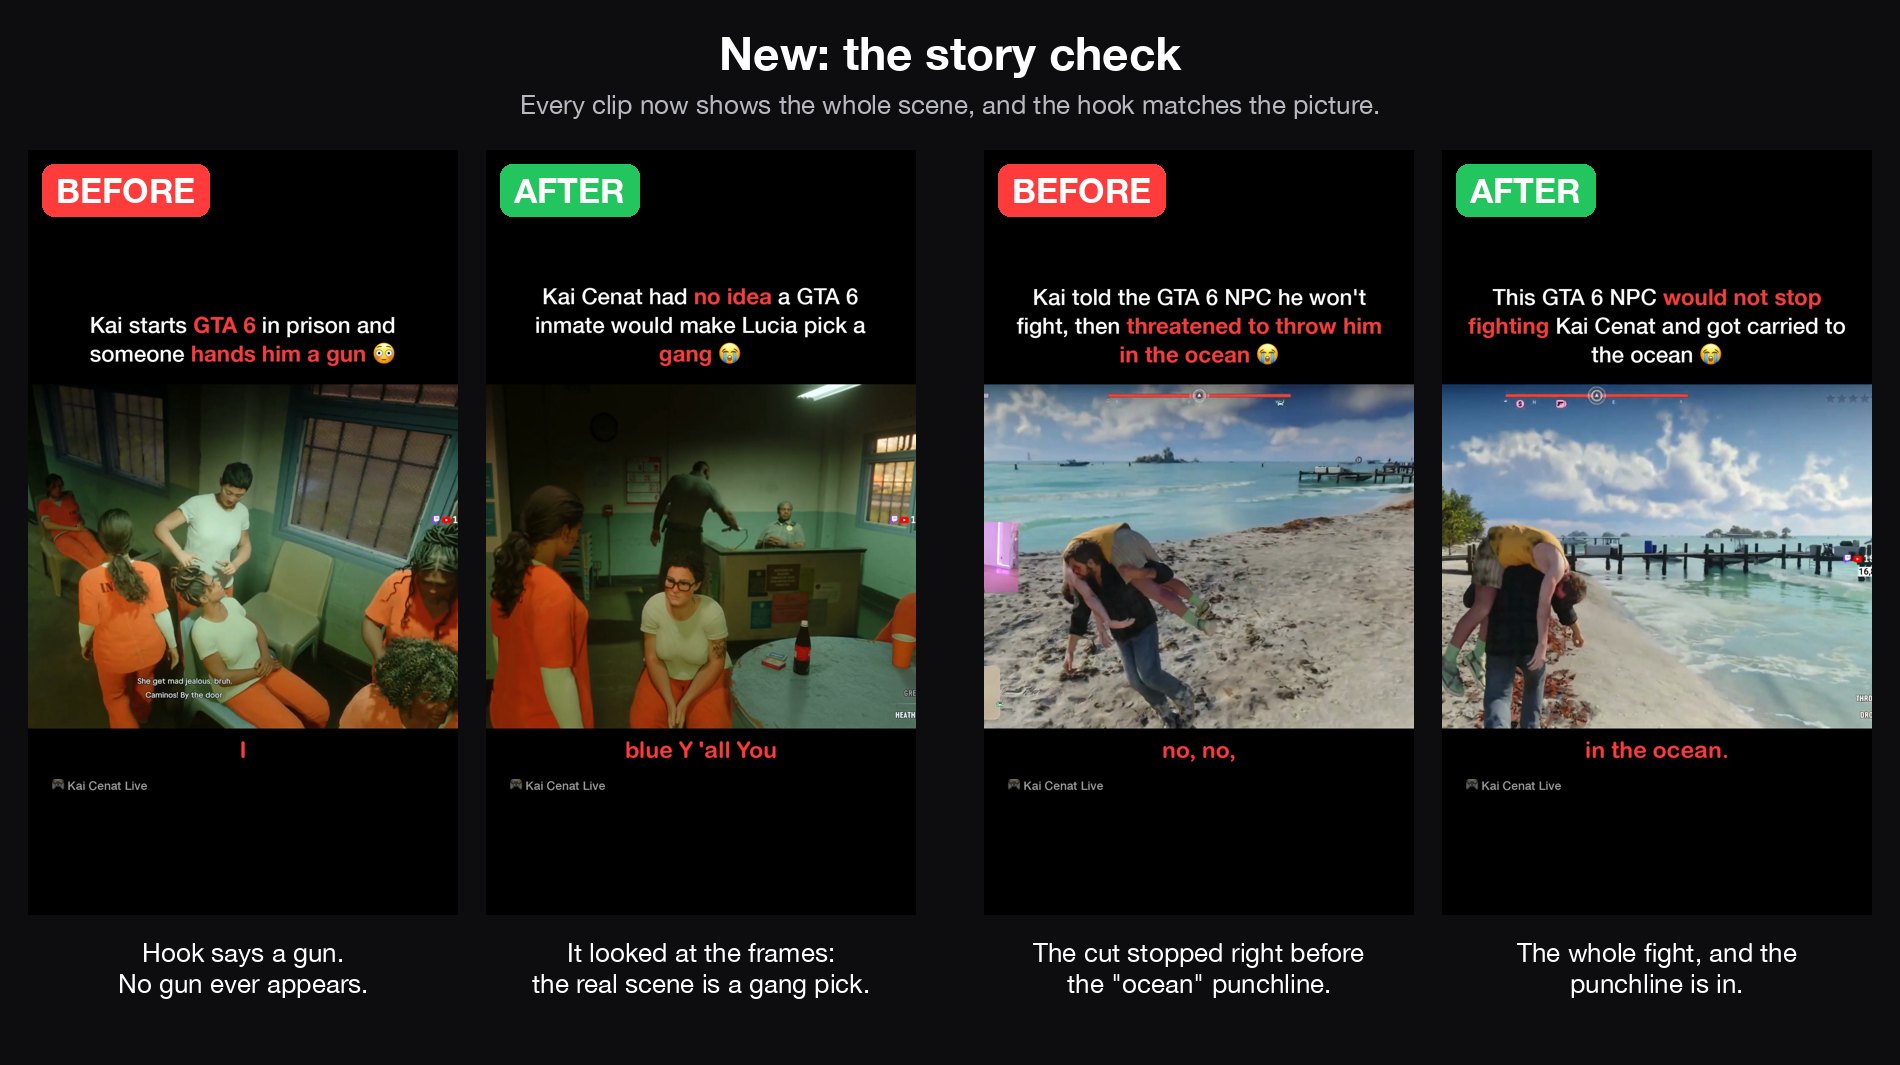 New: the story check
Every clip now shows the whole scene, and the hook matches the picture.
BEFORE
Kai starts GTA 6 in prison and
someone hands him a gun 😳
She get mad jealous, bruh.
Caminos! By the door
I
Kai Cenat Live
Hook says a gun.
No gun ever appears.
AFTER
Kai Cenat had no idea a GTA 6
inmate would make Lucia pick a
gang 😭
HEATH
blue Y 'all You
Kai Cenat Live
It looked at the frames:
the real scene is a gang pick.
BEFORE
Kai told the GTA 6 NPC he won't
fight, then threatened to throw him
in the ocean 😭
no, no,
Kai Cenat Live
The cut stopped right before
the "ocean" punchline.
AFTER
This GTA 6 NPC would not stop
fighting Kai Cenat and got carried to
the ocean 😭
in the ocean.
Kai Cenat Live
The whole fight, and the
punchline is in.